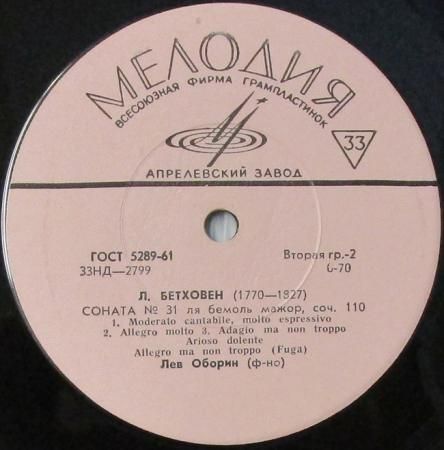 МЕЛОДИЯ
ВСЕСОЮЗНАЯ ФИРМА ГРАМПЛАСТИНОК
33
АПРЕЛЕВСКИЙ ЗАВОД
ГОСТ 5289-61
Вторая гр.-2
33НД—2799
6-70
Л. БЕТХОВЕН (1770—1827)
СОНАТА № 31 ля бемоль мажор, соч. 110
1. Moderato cantabile, molto espressivo
2. Allegro molto 3. Adagio ma non troppo
Arioso dolente
Allegro ma non troppo (Fuga)
Лев Оборин (ф-но)